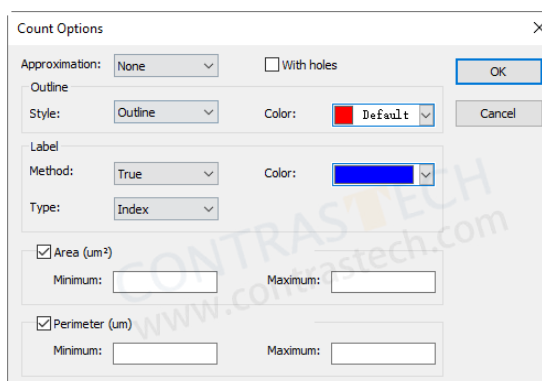 Count Options
Approximation: None With holes OK
Outline
Style: Outline Color: Default Cancel
Label
Method: True Color:
Type: Index
Area (um²)
Minimum: Maximum:
Perimeter (um)
Minimum: Maximum:
CONTRASTECH
www.contrastech.com